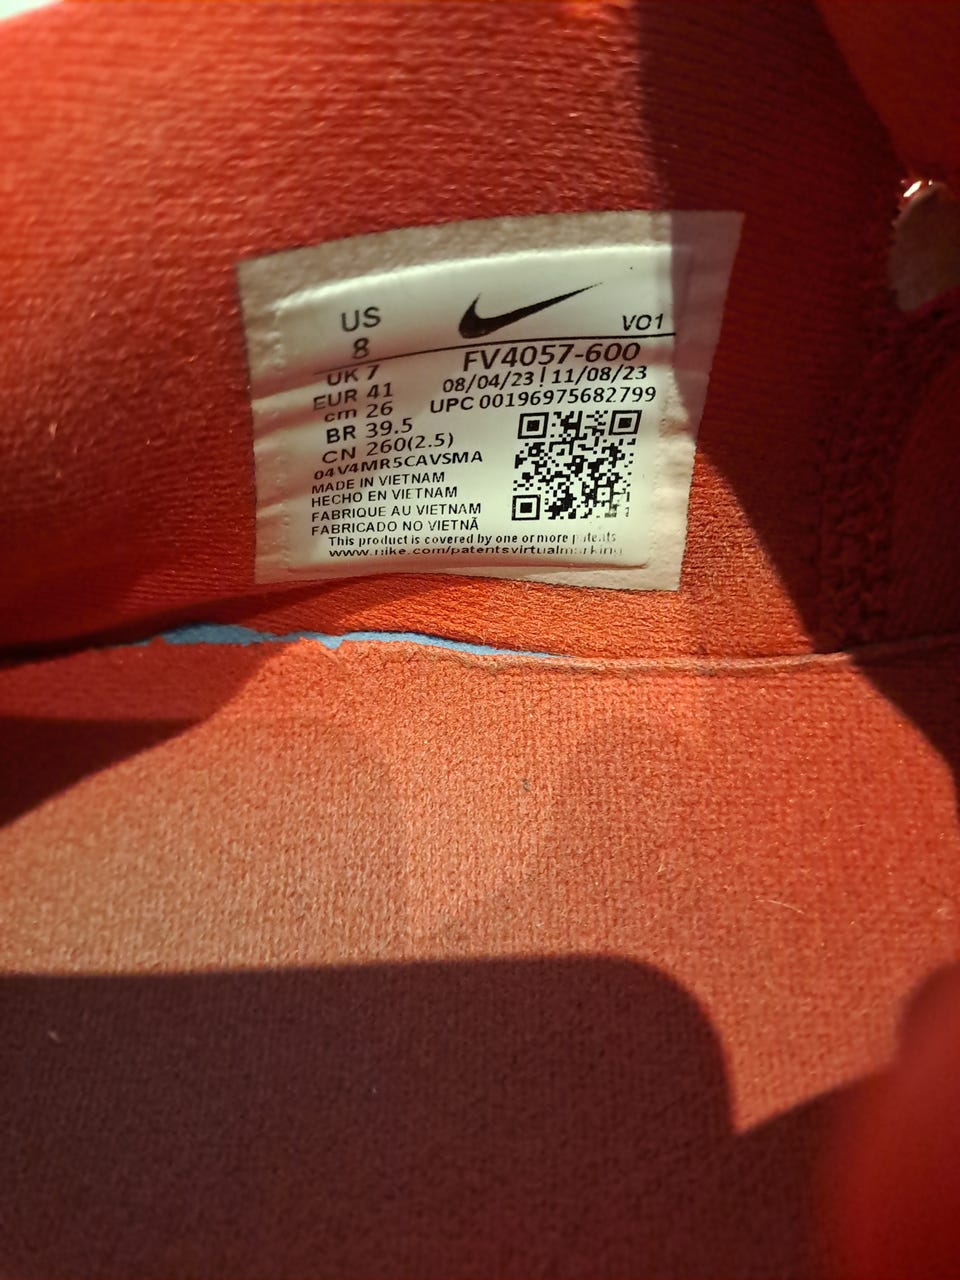 US
8
VO1
UK 7
EUR 41
cm 26
BR 39.5
CN 260(2.5)
FV4057-600
08/04/23 | 11/08/23
UPC 00196975682799
04V4MR5CAVSMA
MADE IN VIETNAM
HECHO EN VIETNAM
FABRIQUE AU VIETNAM
FABRICADO NO VIETNÃ
This product is covered by one or more patents
www.nike.com/patentsvirtualmarking